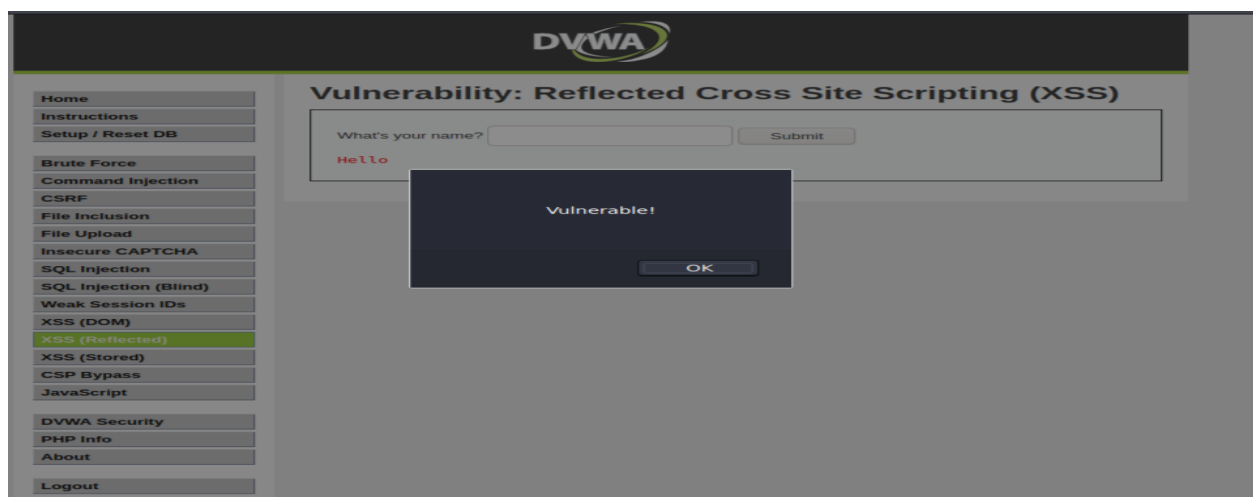 DVWA
Vulnerability: Reflected Cross Site Scripting (XSS)
Home
Instructions
Setup / Reset DB
Brute Force
Command Injection
CSRF
File Inclusion
File Upload
Insecure CAPTCHA
SQL Injection
SQL Injection (Blind)
Weak Session IDs
XSS (DOM)
XSS (Reflected)
XSS (Stored)
CSP Bypass
JavaScript
DVWA Security
PHP Info
About
Logout
What's your name? Submit
Hello
Vulnerable!
OK